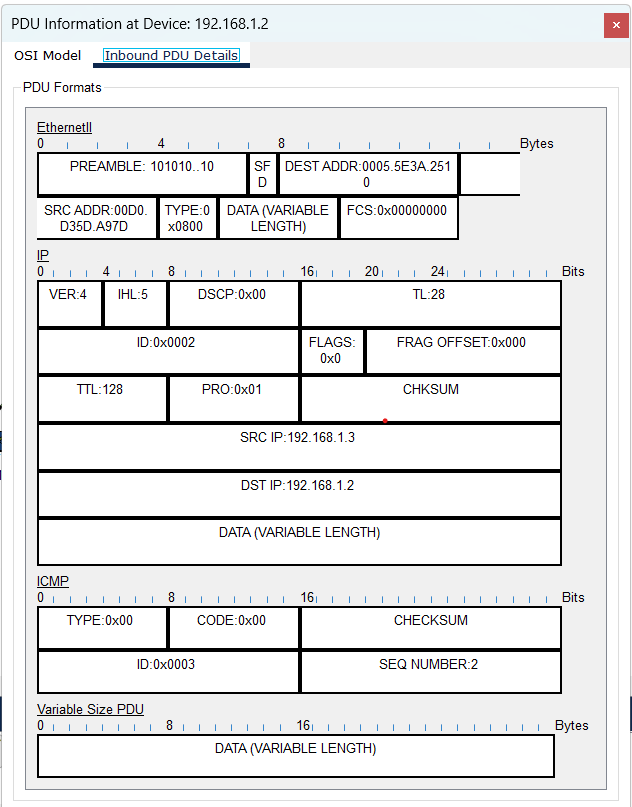 PDU Information at Device: 192.168.1.2
OSI Model Inbound PDU Details
PDU Formats
EthernetII
0 4 8 Bytes
PREAMBLE: 101010..10 SF DEST ADDR:0005.5E3A.251
D 0
SRC ADDR:00D0. TYPE:0 DATA (VARIABLE FCS:0x00000000
D35D.A97D x0800 LENGTH)
IP
0 4 8 16 20 24 Bits
VER:4 IHL:5 DSCP:0x00 TL:28
ID:0x0002 FLAGS: FRAG OFFSET:0x000
0x0
TTL:128 PRO:0x01 CHKSUM
SRC IP:192.168.1.3
DST IP:192.168.1.2
DATA (VARIABLE LENGTH)
ICMP
0 8 16 Bits
TYPE:0x00 CODE:0x00 CHECKSUM
ID:0x0003 SEQ NUMBER:2
Variable Size PDU
0 8 16 Bytes
DATA (VARIABLE LENGTH)